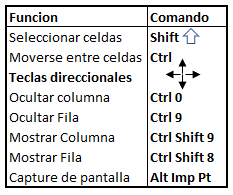 Funcion Comando
Seleccionar celdas Shift
Moverse entre celdas Ctrl
Teclas direccionales
Ocultar columna Ctrl 0
Ocultar Fila Ctrl 9
Mostrar Columna Ctrl Shift 9
Mostrar Fila Ctrl Shift 8
Capture de pantalla Alt Imp Pt